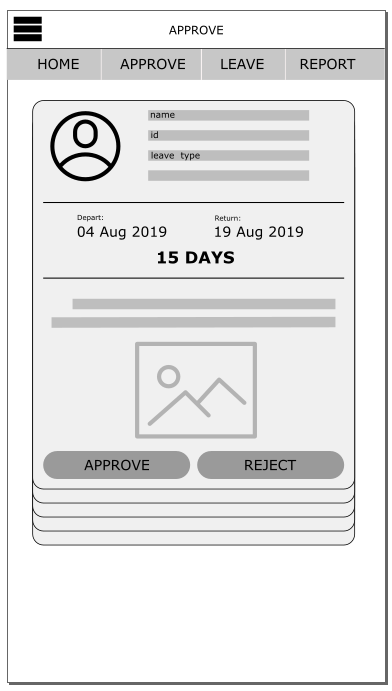 APPROVE
HOME APPROVE LEAVE REPORT
name
id
leave type
Depart: Return:
04 Aug 2019 19 Aug 2019
15 DAYS
APPROVE REJECT